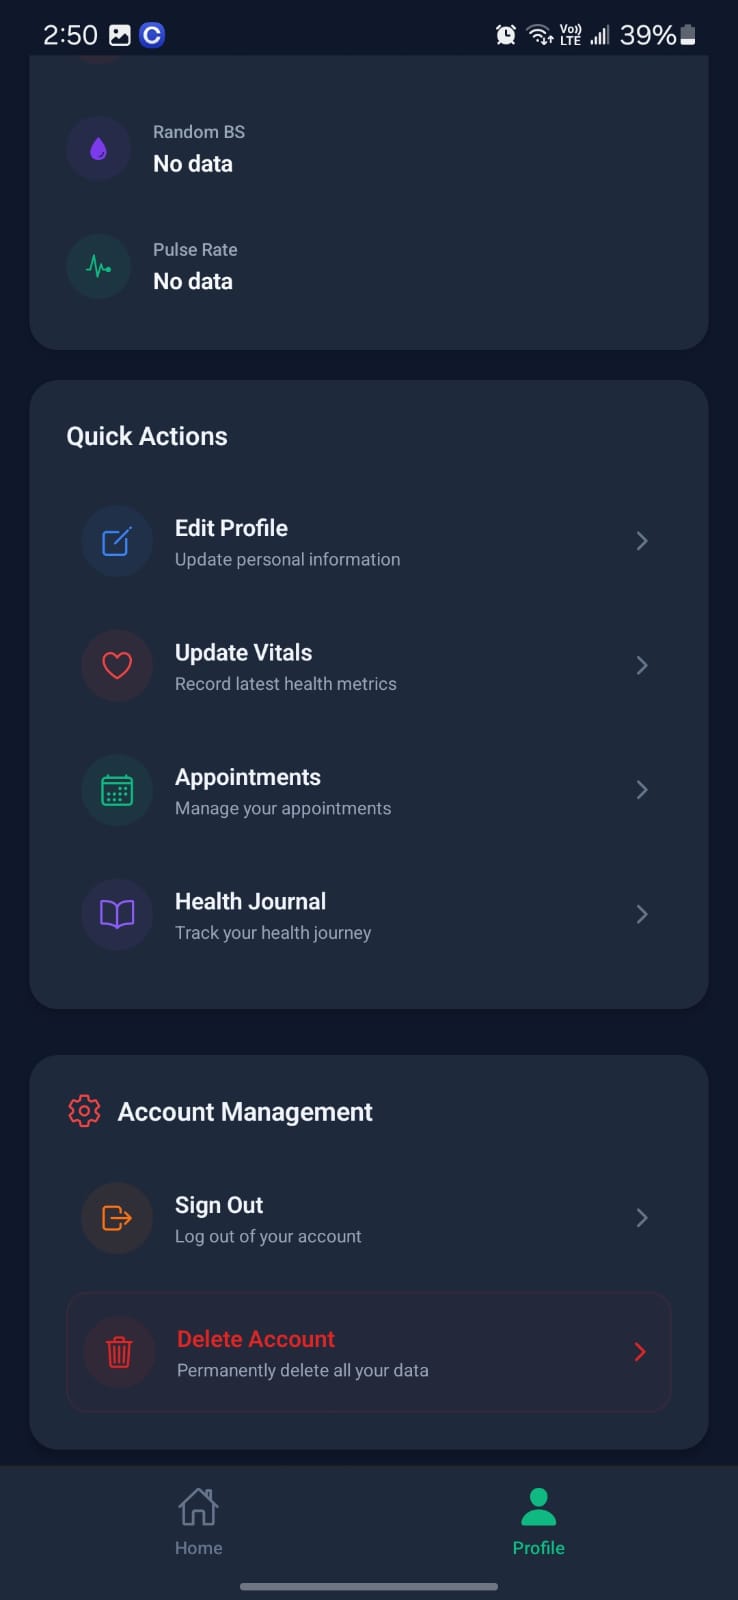 2:50
Vo))
LTE
39%
Random BS
No data
Pulse Rate
No data
Quick Actions
Edit Profile
Update personal information
Update Vitals
Record latest health metrics
Appointments
Manage your appointments
Health Journal
Track your health journey
Account Management
Sign Out
Log out of your account
Delete Account
Permanently delete all your data
Home
Profile